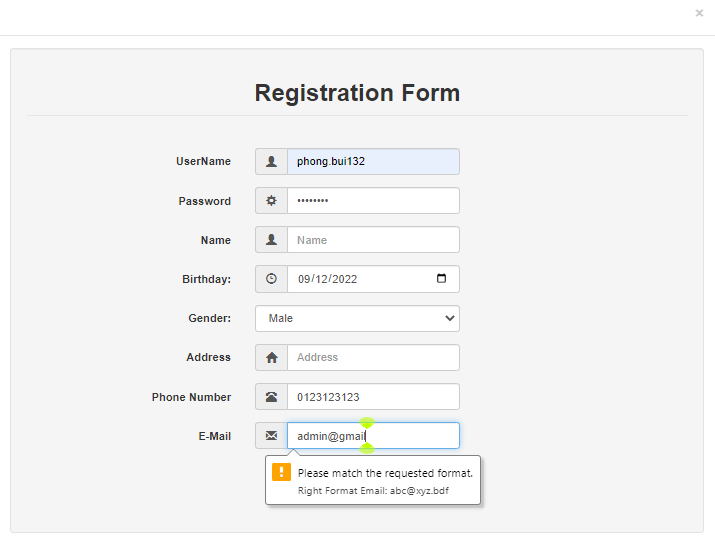 ×
Registration Form
UserName phong.bui132
Password ••••••••
Name Name
Birthday: 09/12/2022
Gender: Male
Address Address
Phone Number 0123123123
E-Mail admin@gmail
Please match the requested format.
Right Format Email: abc@xyz.bdf